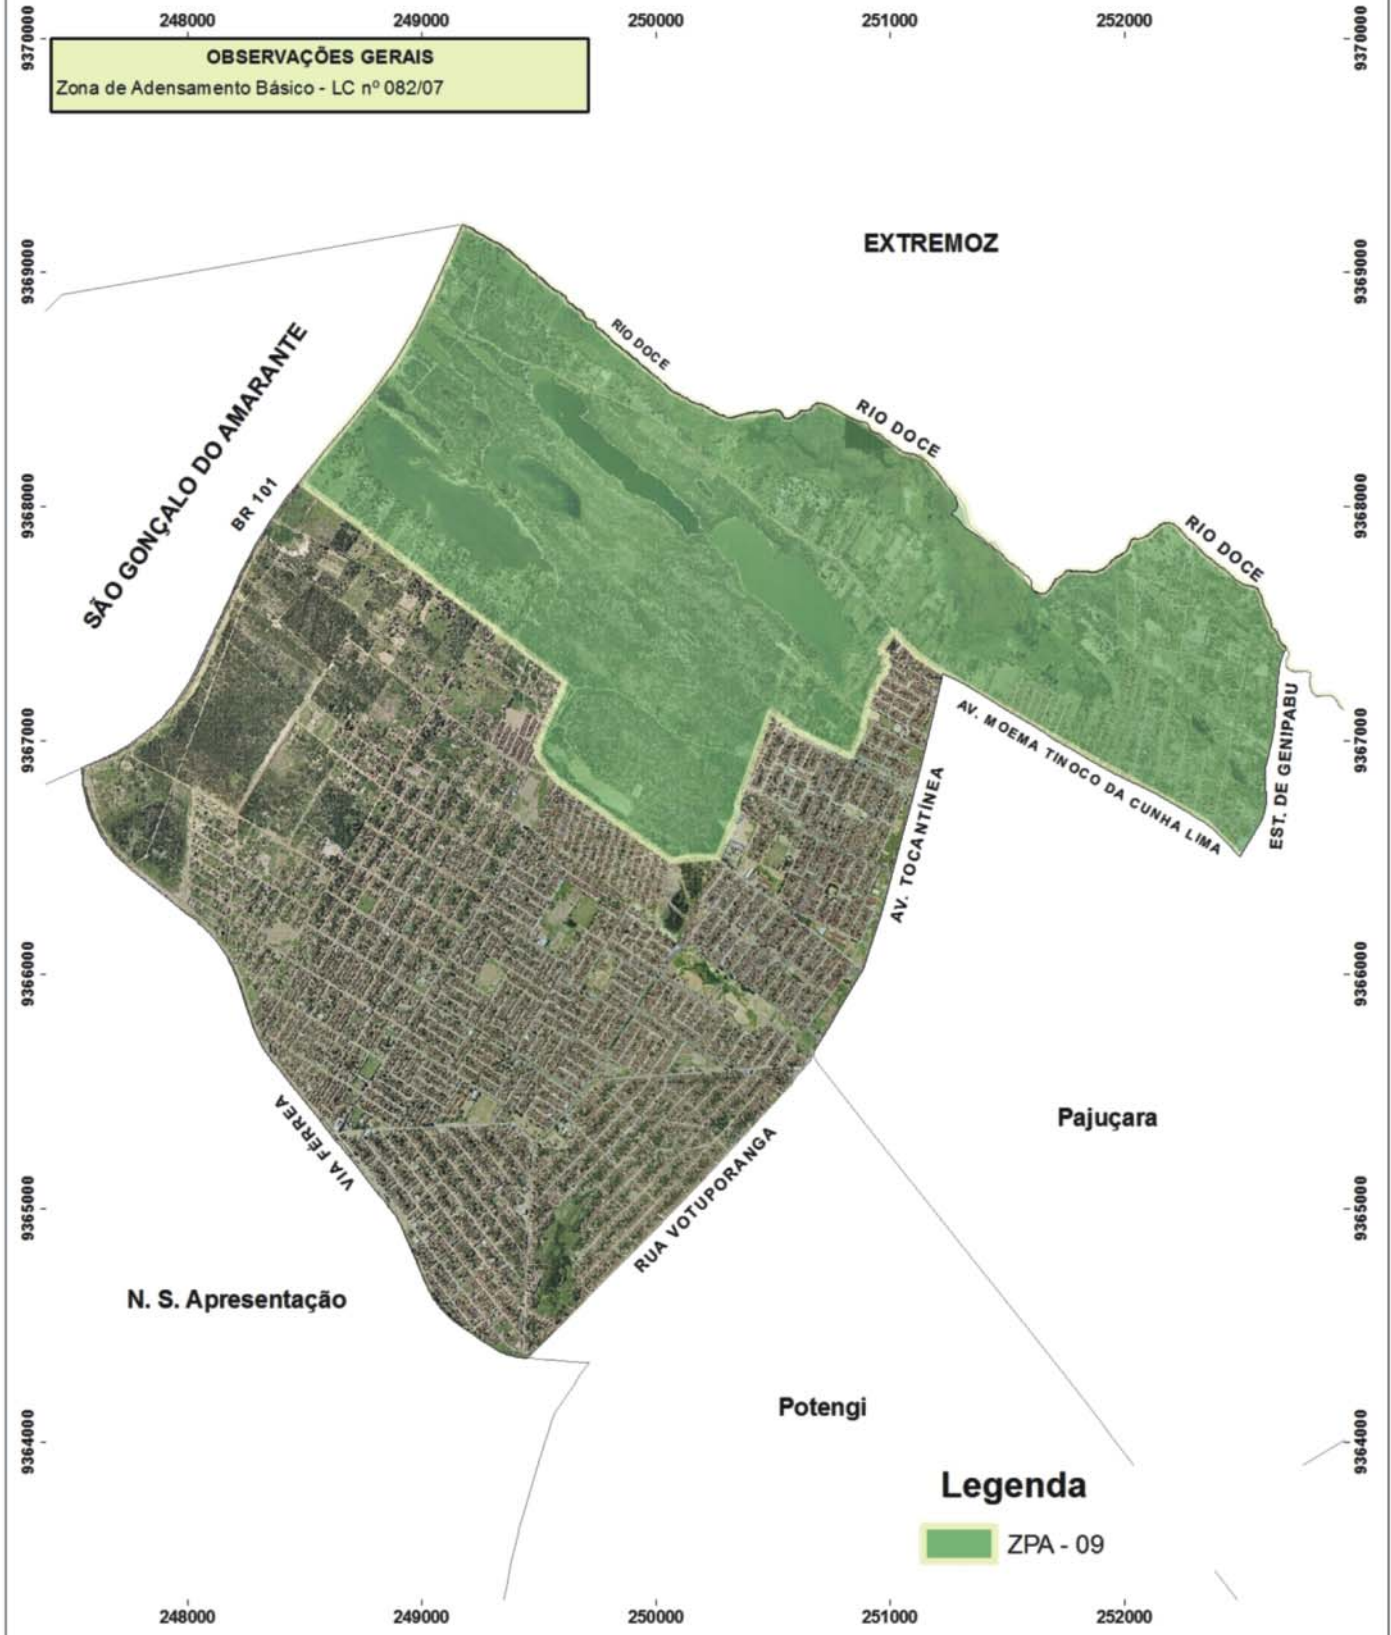 248000 249000 250000 251000 252000
9370000
9370000
OBSERVAÇÕES GERAIS
Zona de Adensamento Básico - LC nº 082/07
EXTREMOZ
9369000
9369000
RIO DOCE
SÃO GONÇALO DO AMARANTE
RIO DOCE
BR 101
9368000
9368000
RIO DOCE
9367000
9367000
AV. MOEMA TINOCO DA CUNHA LIMA
EST. DE GENIPABU
AV. TOCANTÍNEA
9366000
9366000
Pajuçara
VIA FÉRREA
RUA VOTUPORANGA
9365000
9365000
N. S. Apresentação
Potengi
9364000
9364000
Legenda
ZPA - 09
248000 249000 250000 251000 252000